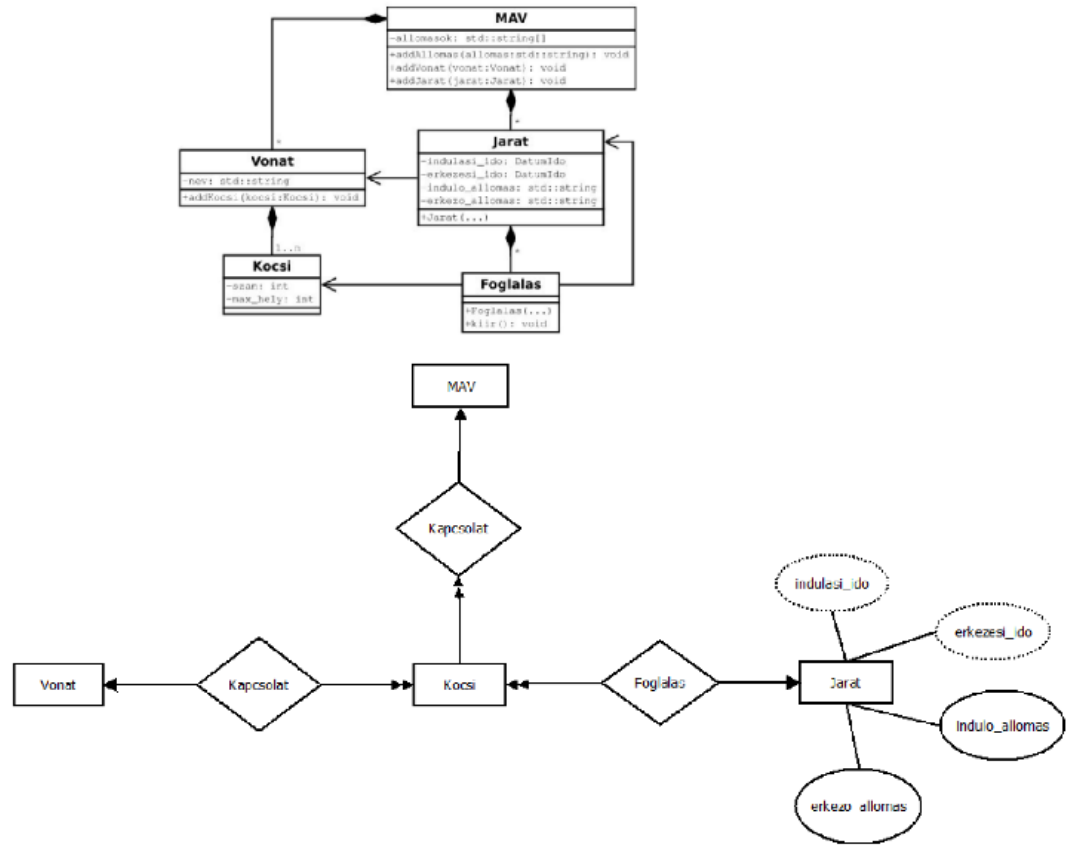 MAV
-allomasok: std::string[]
+addAllomas(allomas:std::string): void
+addVonat(vonat:Vonat): void
+addJarat(jarat:Jarat): void
*
*
Vonat
-nev: std::string
+addKocsi(kocsi:Kocsi): void
Jarat
-indulasi_ido: DatumIdo
-erkezesi_ido: DatumIdo
-indulo_allomas: std::string
-erkezo_allomas: std::string
+Jarat(...)
1..n
*
Kocsi
-szam: int
-max_hely: int
Foglalas
+Foglalas(...)
+kiir(): void
MAV
Kapcsolat
indulasi_ido
erkezesi_ido
Vonat
Kapcsolat
Kocsi
Foglalas
Jarat
indulo_allomas
erkezo_allomas